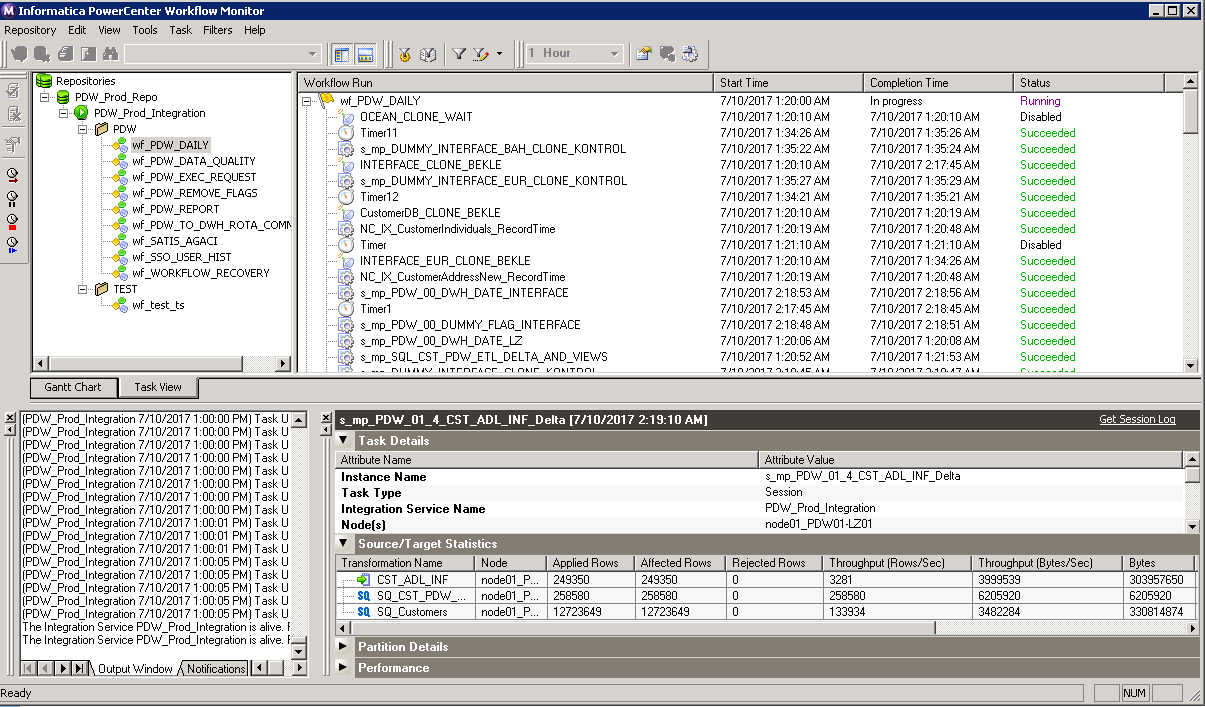 Informatica PowerCenter Workflow Monitor
Repository Edit View Tools Task Filters Help
1 Hour
Repositories
PDW_Prod_Repo
PDW_Prod_Integration
PDW
wf_PDW_DAILY
wf_PDW_DATA_QUALITY
wf_PDW_EXEC_REQUEST
wf_PDW_REMOVE_FLAGS
wf_PDW_REPORT
wf_PDW_TO_DWH_ROTA_COMM
wf_SATIS_AGACI
wf_SSO_USER_HIST
wf_WORKFLOW_RECOVERY
TEST
wf_test_ts
Workflow Run Start Time Completion Time Status
wf_PDW_DAILY 7/10/2017 1:20:00 AM In progress Running
OCEAN_CLONE_WAIT 7/10/2017 1:20:10 AM 7/10/2017 1:20:10 AM Disabled
Timer11 7/10/2017 1:34:26 AM 7/10/2017 1:35:26 AM Succeeded
s_mp_DUMMY_INTERFACE_BAH_CLONE_KONTROL 7/10/2017 1:35:22 AM 7/10/2017 1:35:24 AM Succeeded
INTERFACE_CLONE_BEKLE 7/10/2017 1:20:10 AM 7/10/2017 2:17:45 AM Succeeded
s_mp_DUMMY_INTERFACE_EUR_CLONE_KONTROL 7/10/2017 1:35:27 AM 7/10/2017 1:35:29 AM Succeeded
Timer12 7/10/2017 1:34:21 AM 7/10/2017 1:35:21 AM Succeeded
CustomerDB_CLONE_BEKLE 7/10/2017 1:20:10 AM 7/10/2017 1:20:19 AM Succeeded
NC_IX_CustomerIndividuals_RecordTime 7/10/2017 1:20:19 AM 7/10/2017 1:20:48 AM Succeeded
Timer 7/10/2017 1:21:10 AM 7/10/2017 1:21:10 AM Disabled
INTERFACE_EUR_CLONE_BEKLE 7/10/2017 1:20:10 AM 7/10/2017 1:34:26 AM Succeeded
NC_IX_CustomerAddressNew_RecordTime 7/10/2017 1:20:19 AM 7/10/2017 1:20:48 AM Succeeded
s_mp_PDW_00_DWH_DATE_INTERFACE 7/10/2017 2:18:53 AM 7/10/2017 2:18:56 AM Succeeded
Timer1 7/10/2017 2:17:45 AM 7/10/2017 2:18:45 AM Succeeded
s_mp_PDW_00_DUMMY_FLAG_INTERFACE 7/10/2017 2:18:48 AM 7/10/2017 2:18:51 AM Succeeded
s_mp_PDW_00_DWH_DATE_LZ 7/10/2017 1:20:06 AM 7/10/2017 1:20:08 AM Succeeded
s_mp_SQL_CST_PDW_ETL_DELTA_AND_VIEWS 7/10/2017 1:20:52 AM 7/10/2017 1:21:53 AM Succeeded
Gantt Chart Task View
(PDW_Prod_Integration 7/10/2017 1:00:00 PM) Task U
(PDW_Prod_Integration 7/10/2017 1:00:00 PM) Task U
(PDW_Prod_Integration 7/10/2017 1:00:00 PM) Task U
(PDW_Prod_Integration 7/10/2017 1:00:00 PM) Task U
(PDW_Prod_Integration 7/10/2017 1:00:00 PM) Task U
(PDW_Prod_Integration 7/10/2017 1:00:00 PM) Task U
(PDW_Prod_Integration 7/10/2017 1:00:00 PM) Task U
(PDW_Prod_Integration 7/10/2017 1:00:00 PM) Task U
(PDW_Prod_Integration 7/10/2017 1:00:01 PM) Task U
(PDW_Prod_Integration 7/10/2017 1:00:01 PM) Task U
(PDW_Prod_Integration 7/10/2017 1:00:01 PM) Task U
(PDW_Prod_Integration 7/10/2017 1:00:05 PM) Task U
(PDW_Prod_Integration 7/10/2017 1:00:05 PM) Task U
(PDW_Prod_Integration 7/10/2017 1:00:05 PM) Task U
(PDW_Prod_Integration 7/10/2017 1:00:05 PM) Task U
(PDW_Prod_Integration 7/10/2017 1:00:05 PM) Task U
The Integration Service PDW_Prod_Integration is alive.
The Integration Service PDW_Prod_Integration is alive.
Output Window Notifications
s_mp_PDW_01_4_CST_ADL_INF_Delta [7/10/2017 2:19:10 AM] Get Session Log
Task Details
Attribute Name Attribute Value
Instance Name s_mp_PDW_01_4_CST_ADL_INF_Delta
Task Type Session
Integration Service Name PDW_Prod_Integration
Node(s) node01_PDW01-LZ01
Source/Target Statistics
Transformation Name Node Applied Rows Affected Rows Rejected Rows Throughput (Rows/Sec) Throughput (Bytes/Sec) Bytes
CST_ADL_INF node01_P... 249350 249350 0 3281 3999539 303957650
SQ SQ_CST_PDW_... node01_P... 258580 258580 0 258580 6205920 6205920
SQ SQ_Customers node01_P... 12723649 12723649 0 133934 3482284 330814874
Partition Details
Performance
Ready NUM